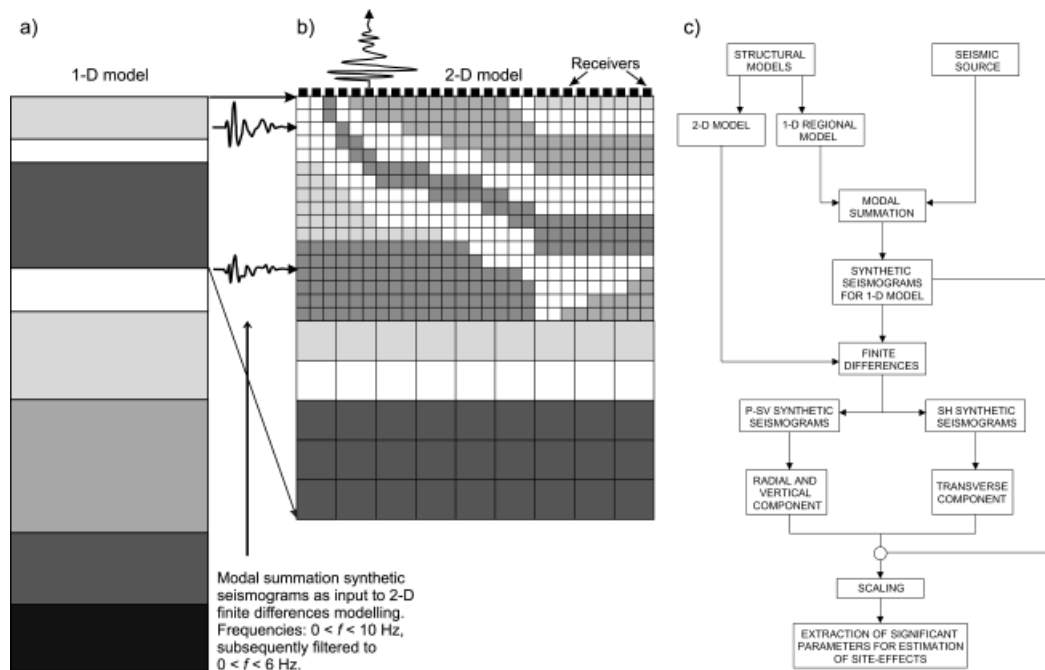 a)
1-D model
b)
2-D model
Receivers
Modal summation synthetic
seismograms as input to 2-D
finite differences modelling.
Frequencies: 0 < f < 10 Hz,
subsequently filtered to
0 < f < 6 Hz.
c)
STRUCTURAL
MODELS
SEISMIC
SOURCE
2-D MODEL
1-D REGIONAL
MODEL
MODAL
SUMMATION
SYNTHETIC
SEISMOGRAMS
FOR 1-D MODEL
FINITE
DIFFERENCES
P-SV SYNTHETIC
SEISMOGRAMS
SH SYNTHETIC
SEISMOGRAMS
RADIAL AND
VERTICAL
COMPONENT
TRANSVERSE
COMPONENT
SCALING
EXTRACTION OF SIGNIFICANT
PARAMETERS FOR ESTIMATION
OF SITE-EFFECTS